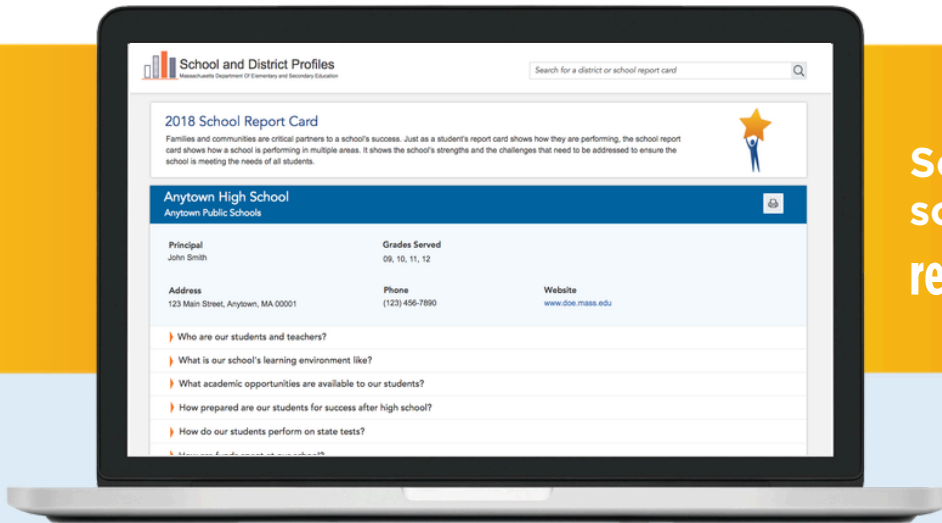 School and District Profiles
Massachusetts Department Of Elementary and Secondary Education
Search for a district or school report card
2018 School Report Card
Families and communities are critical partners to a school's success. Just as a student's report card shows how they are performing, the school report
card shows how a school is performing in multiple areas. It shows the school's strengths and the challenges that need to be addressed to ensure the
school is meeting the needs of all students.
Anytown High School
Anytown Public Schools
Principal
John Smith
Grades Served
09, 10, 11, 12
Address
123 Main Street, Anytown, MA 00001
Phone
(123) 456-7890
Website
www.doe.mass.edu
Who are our students and teachers?
What is our school's learning environment like?
What academic opportunities are available to our students?
How prepared are our students for success after high school?
How do our students perform on state tests?
How are funds spent at our school?